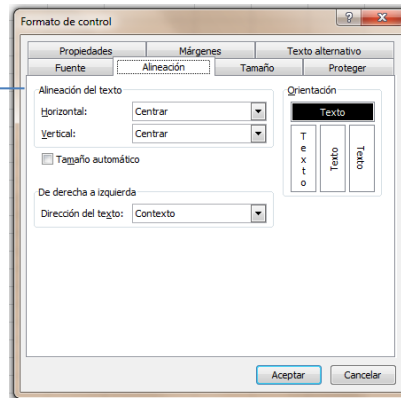 Formato de control
Propiedades Márgenes Texto alternativo
Fuente Alineación Tamaño Proteger
Alineación del texto
Horizontal: Centrar
Vertical: Centrar
Tamaño automático
De derecha a izquierda
Dirección del texto: Contexto
Orientación
Texto
Texto Texto Texto
Aceptar Cancelar